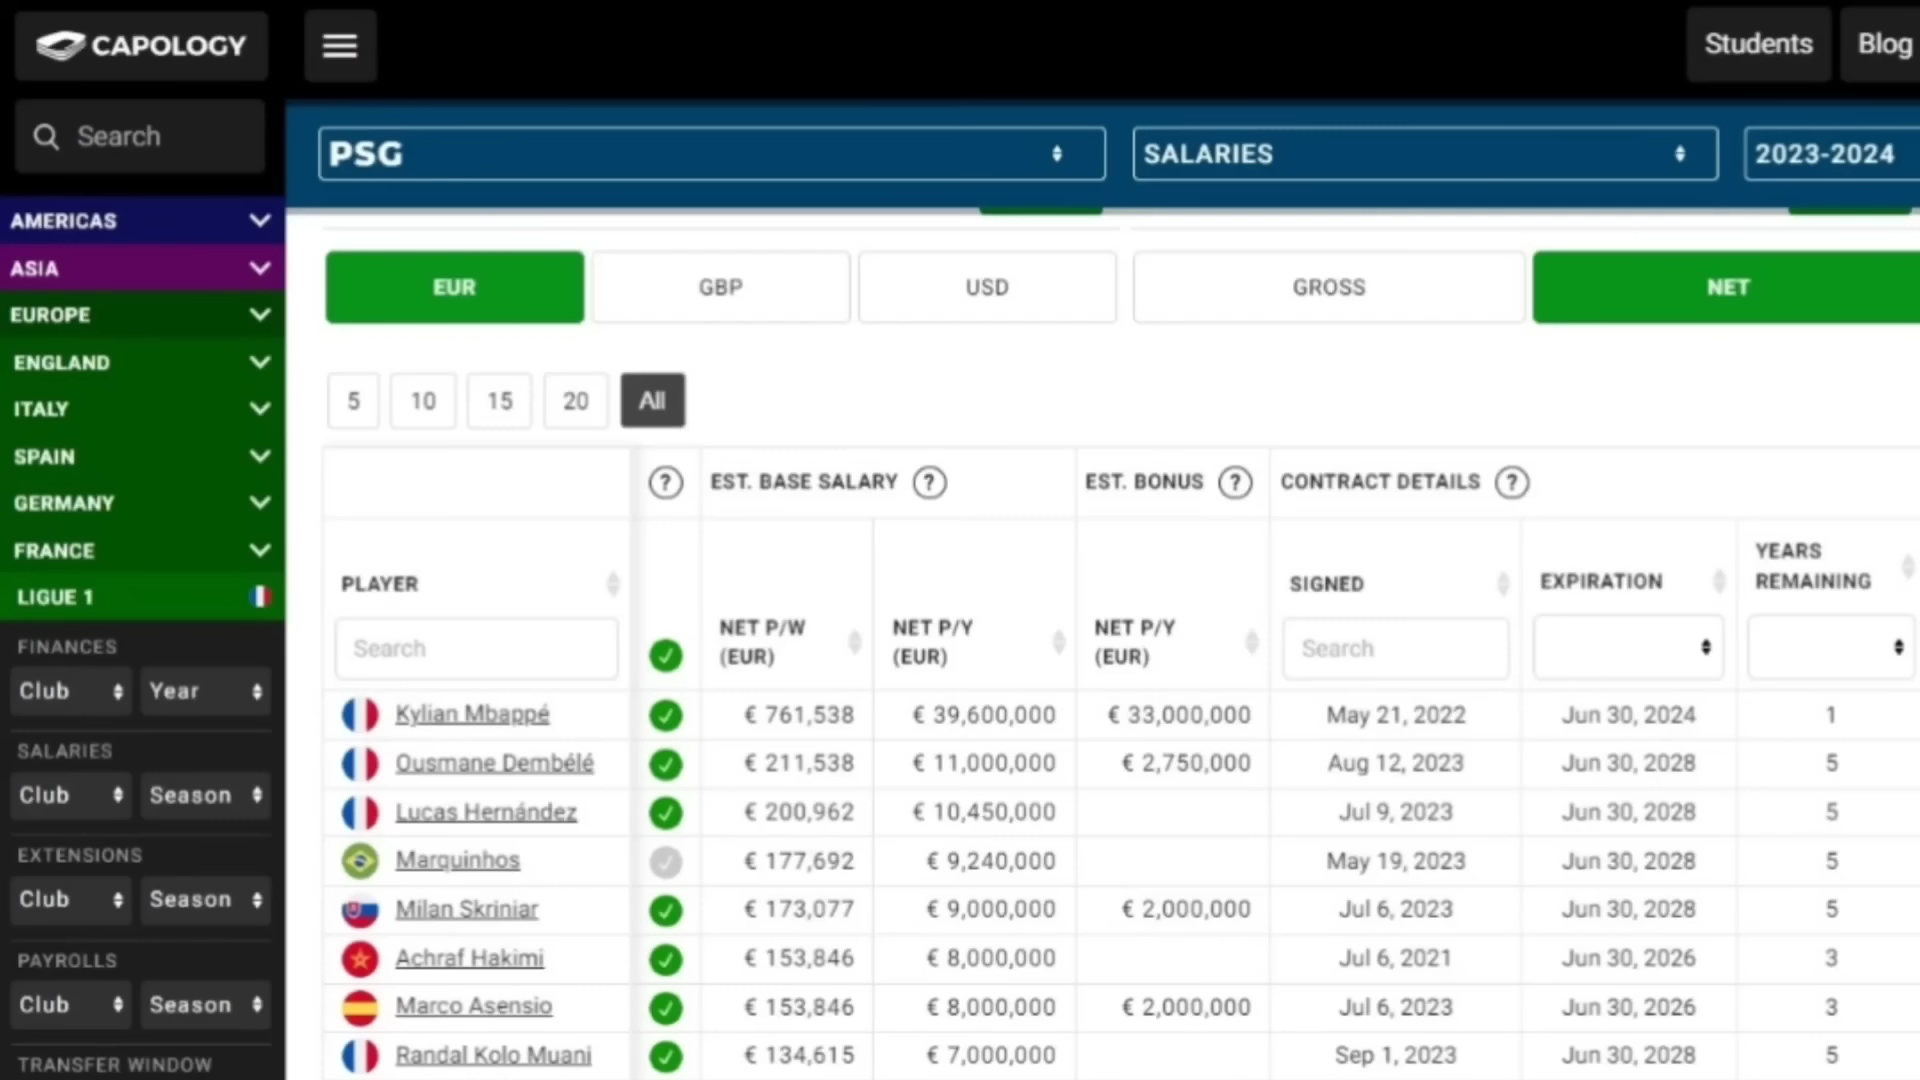 CAPOLOGY
Students
Blog
Search
PSG
SALARIES
2023-2024
AMERICAS
ASIA
EUROPE
ENGLAND
ITALY
SPAIN
GERMANY
FRANCE
LIGUE 1
FINANCES
Club Year
SALARIES
Club Season
EXTENSIONS
Club Season
PAYROLLS
Club Season
TRANSFER WINDOW
EUR GBP USD GROSS NET
5 10 15 20 All
? EST. BASE SALARY ? EST. BONUS ? CONTRACT DETAILS ?
PLAYER NET P/W (EUR) NET P/Y (EUR) NET P/Y (EUR) SIGNED EXPIRATION YEARS REMAINING
Search Search
Kylian Mbappé € 761,538 € 39,600,000 € 33,000,000 May 21, 2022 Jun 30, 2024 1
Ousmane Dembélé € 211,538 € 11,000,000 € 2,750,000 Aug 12, 2023 Jun 30, 2028 5
Lucas Hernández € 200,962 € 10,450,000 Jul 9, 2023 Jun 30, 2028 5
Marquinhos € 177,692 € 9,240,000 May 19, 2023 Jun 30, 2028 5
Milan Skriniar € 173,077 € 9,000,000 € 2,000,000 Jul 6, 2023 Jun 30, 2028 5
Achraf Hakimi € 153,846 € 8,000,000 Jul 6, 2021 Jun 30, 2026 3
Marco Asensio € 153,846 € 8,000,000 € 2,000,000 Jul 6, 2023 Jun 30, 2026 3
Randal Kolo Muani € 134,615 € 7,000,000 Sep 1, 2023 Jun 30, 2028 5